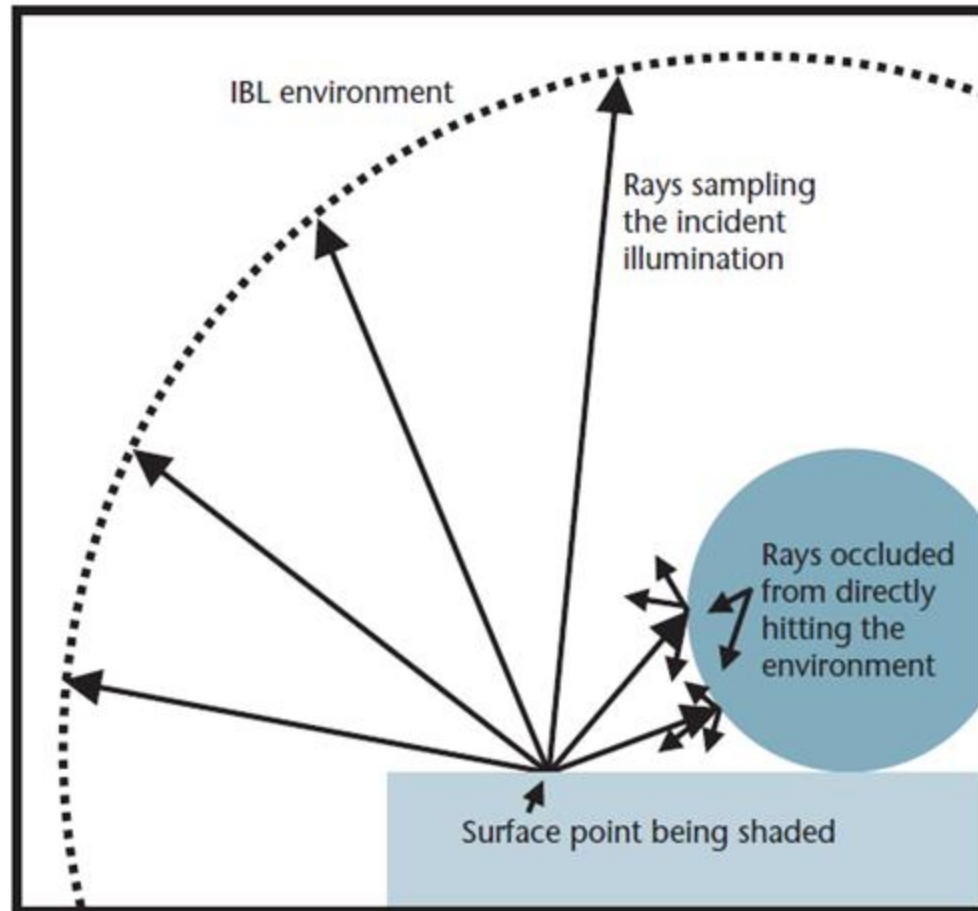 IBL environment
Rays sampling
the incident
illumination
Rays occluded
from directly
hitting the
environment
Surface point being shaded